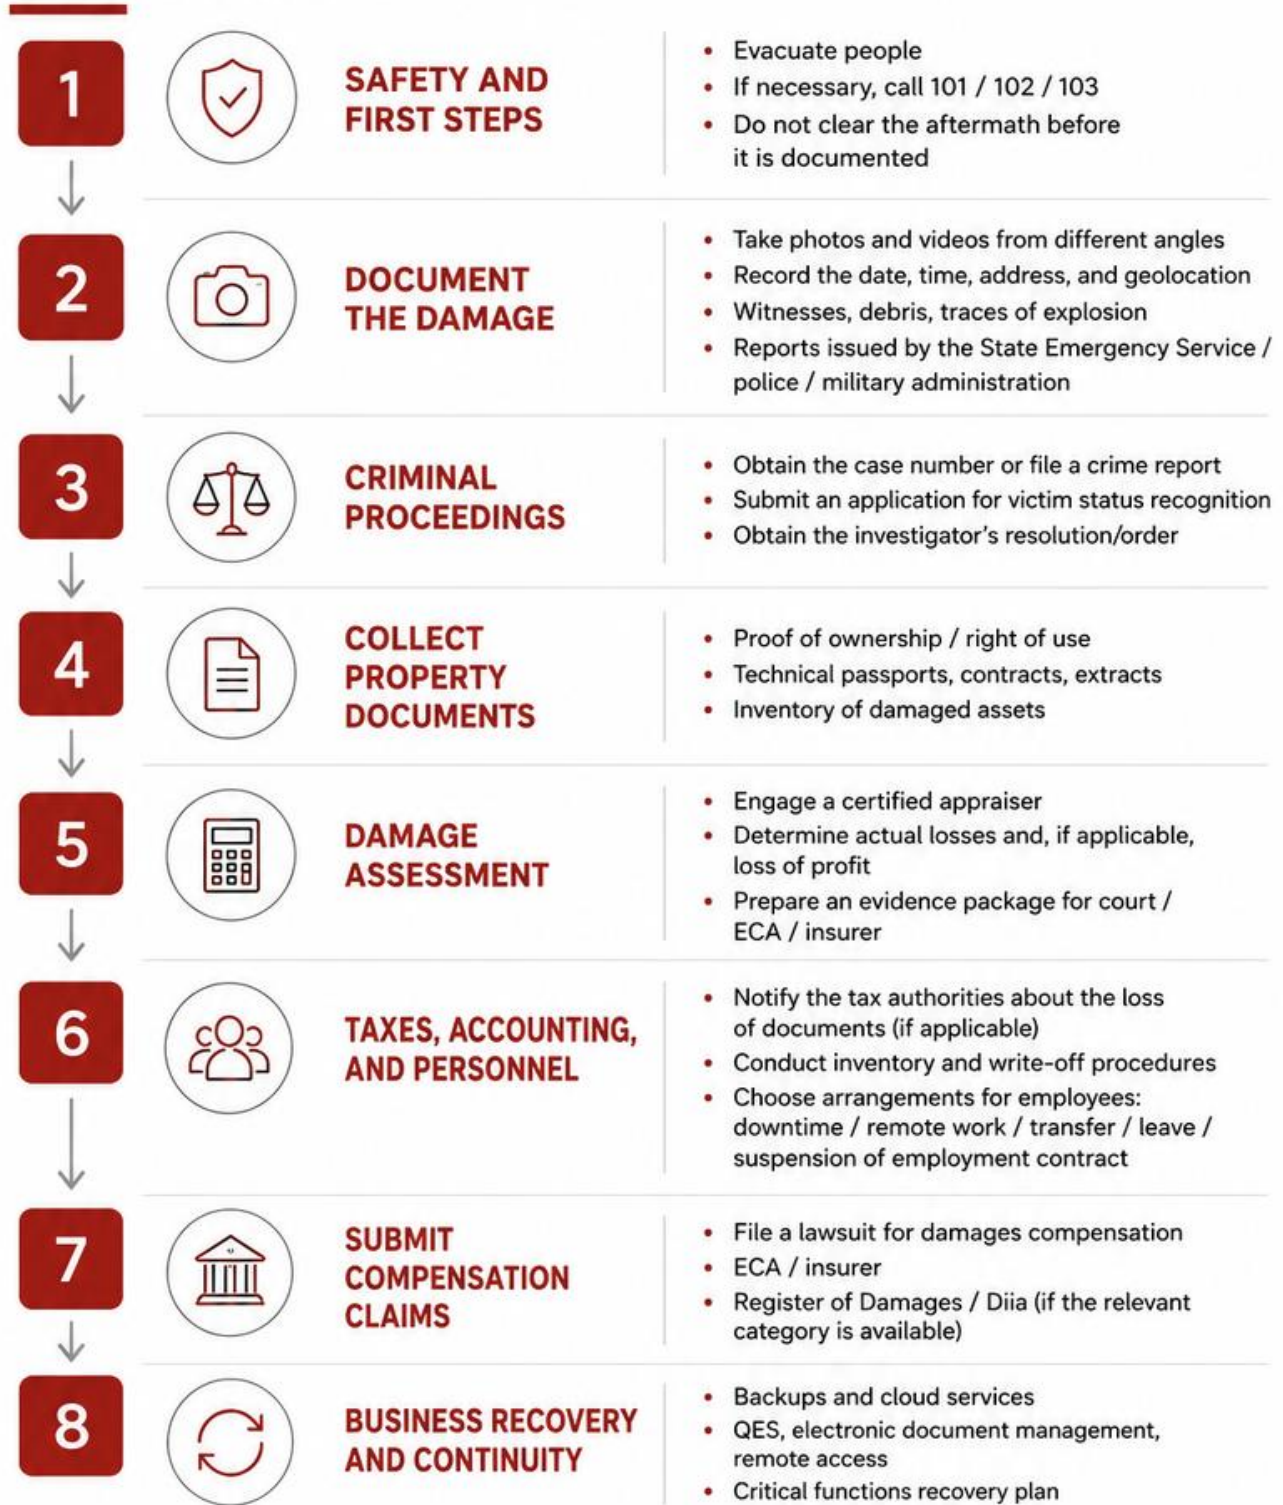 1
SAFETY AND
FIRST STEPS
• Evacuate people
• If necessary, call 101 / 102 / 103
• Do not clear the aftermath before
it is documented
2
DOCUMENT
THE DAMAGE
• Take photos and videos from different angles
• Record the date, time, address, and geolocation
• Witnesses, debris, traces of explosion
• Reports issued by the State Emergency Service /
police / military administration
3
CRIMINAL
PROCEEDINGS
• Obtain the case number or file a crime report
• Submit an application for victim status recognition
• Obtain the investigator's resolution/order
4
COLLECT
PROPERTY
DOCUMENTS
• Proof of ownership / right of use
• Technical passports, contracts, extracts
• Inventory of damaged assets
5
DAMAGE
ASSESSMENT
• Engage a certified appraiser
• Determine actual losses and, if applicable,
loss of profit
• Prepare an evidence package for court /
ECA / insurer
6
TAXES, ACCOUNTING,
AND PERSONNEL
• Notify the tax authorities about the loss
of documents (if applicable)
• Conduct inventory and write-off procedures
• Choose arrangements for employees:
downtime / remote work / transfer / leave /
suspension of employment contract
7
SUBMIT
COMPENSATION
CLAIMS
• File a lawsuit for damages compensation
• ECA / insurer
• Register of Damages / Diia (if the relevant
category is available)
8
BUSINESS RECOVERY
AND CONTINUITY
• Backups and cloud services
• QES, electronic document management,
remote access
• Critical functions recovery plan